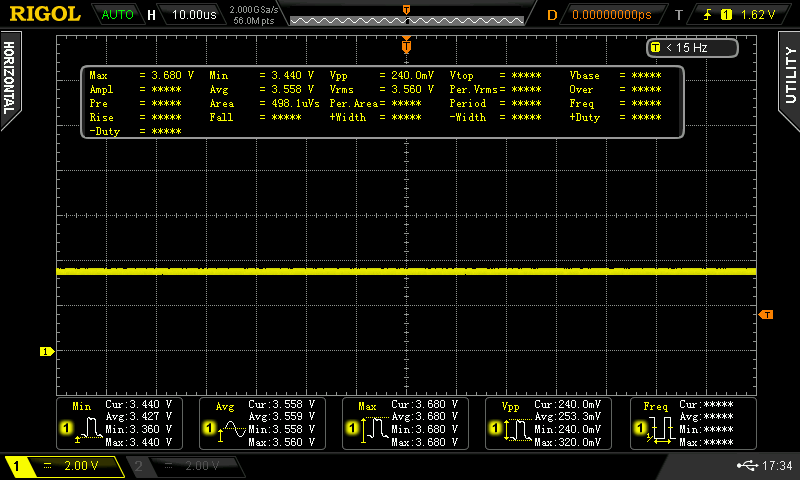 RIGOL AUTO H 10.00us 2.000GSa/s 56.0M pts T D 0.00000000ps T 1 1.62 V
HORIZONTAL
UTILITY
T
T < 15 Hz
Max = 3.680 V Min = 3.440 V Vpp = 240.0mV Vtop = ***** Vbase = *****
Ampl = ***** Avg = 3.558 V Vrms = 3.560 V Per.Vrms= ***** Over = *****
Pre = ***** Area = 498.1uVs Per.Area= ***** Period = ***** Freq = *****
Rise = ***** Fall = ***** +Width = ***** -Width = ***** +Duty = *****
-Duty = *****
T
1
Min Cur:3.440 V Avg Cur:3.558 V Max Cur:3.680 V Vpp Cur:240.0mV Freq Cur:*****
Avg:3.427 V Avg:3.559 V Avg:3.680 V Avg:253.3mV Avg:*****
1 Min:3.360 V 1 Min:3.558 V 1 Min:3.680 V 1 Min:240.0mV 1 Min:*****
Max:3.440 V Max:3.560 V Max:3.680 V Max:320.0mV Max:*****
1 2.00 V 2 2.00 V 17:34